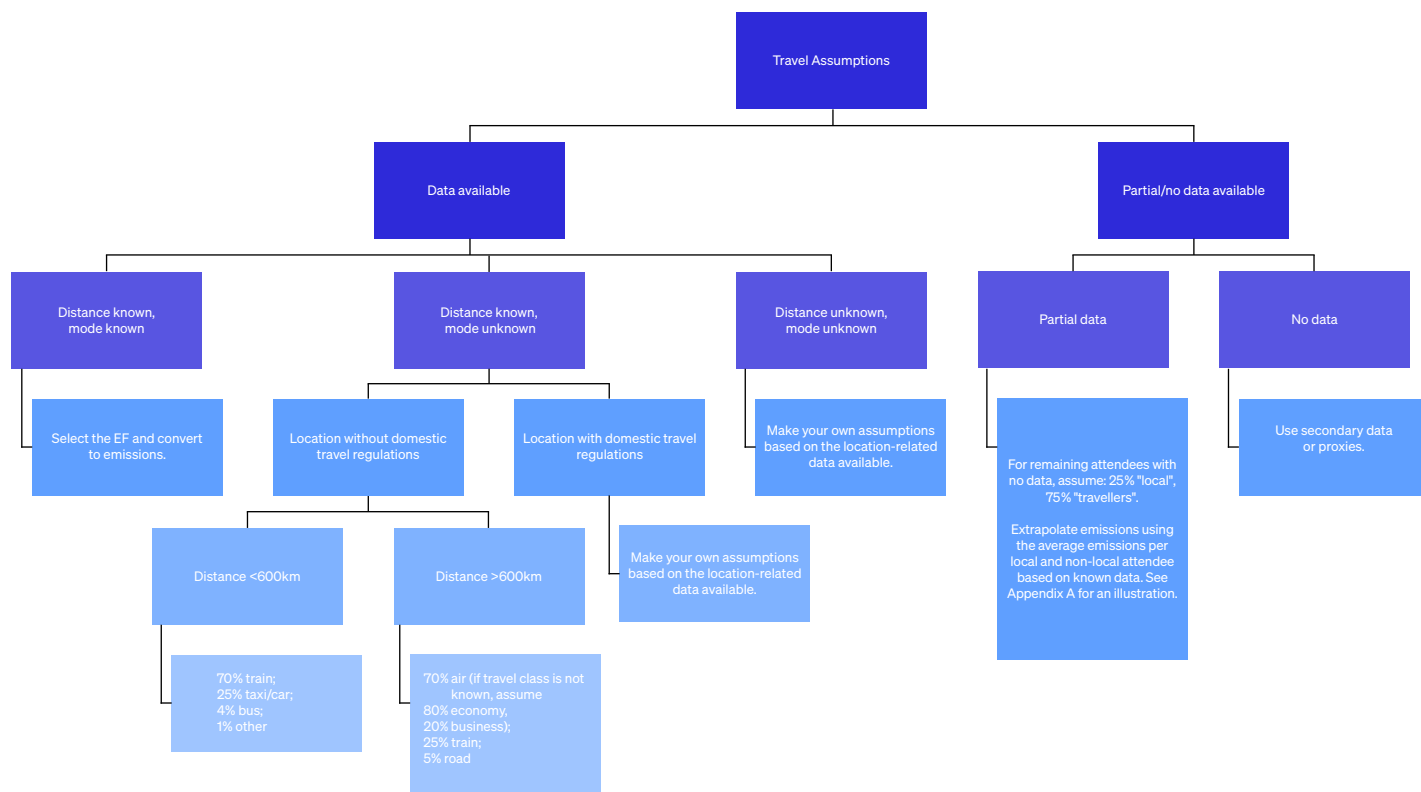 Travel Assumptions
Data available
Partial/no data available
Distance known,
mode known
Distance known,
mode unknown
Distance unknown,
mode unknown
Partial data
No data
Select the EF and convert
to emissions.
Location without domestic
travel regulations
Location with domestic travel
regulations
Make your own assumptions
based on the location-related
data available.
For remaining attendees with
no data, assume: 25% "local",
75% "travellers".
Extrapolate emissions using
the average emissions per
local and non-local attendee
based on known data. See
Appendix A for an illustration.
Use secondary data
or proxies.
Distance <600km
Distance >600km
Make your own assumptions
based on the location-related
data available.
70% train;
25% taxi/car;
4% bus;
1% other
70% air (if travel class is not
known, assume
80% economy,
20% business);
25% train;
5% road